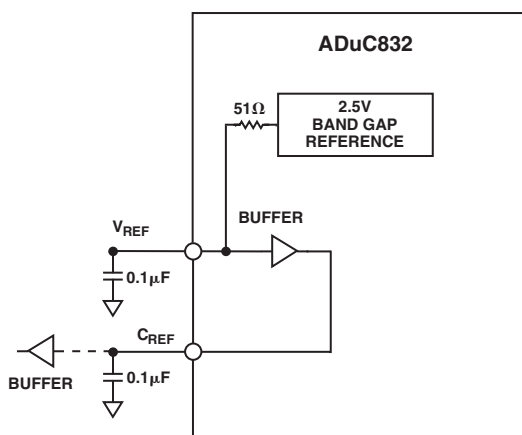 ADuC832
51Ω
2.5V
BAND GAP
REFERENCE
BUFFER
VREF
0.1μF
CREF
BUFFER
0.1μF